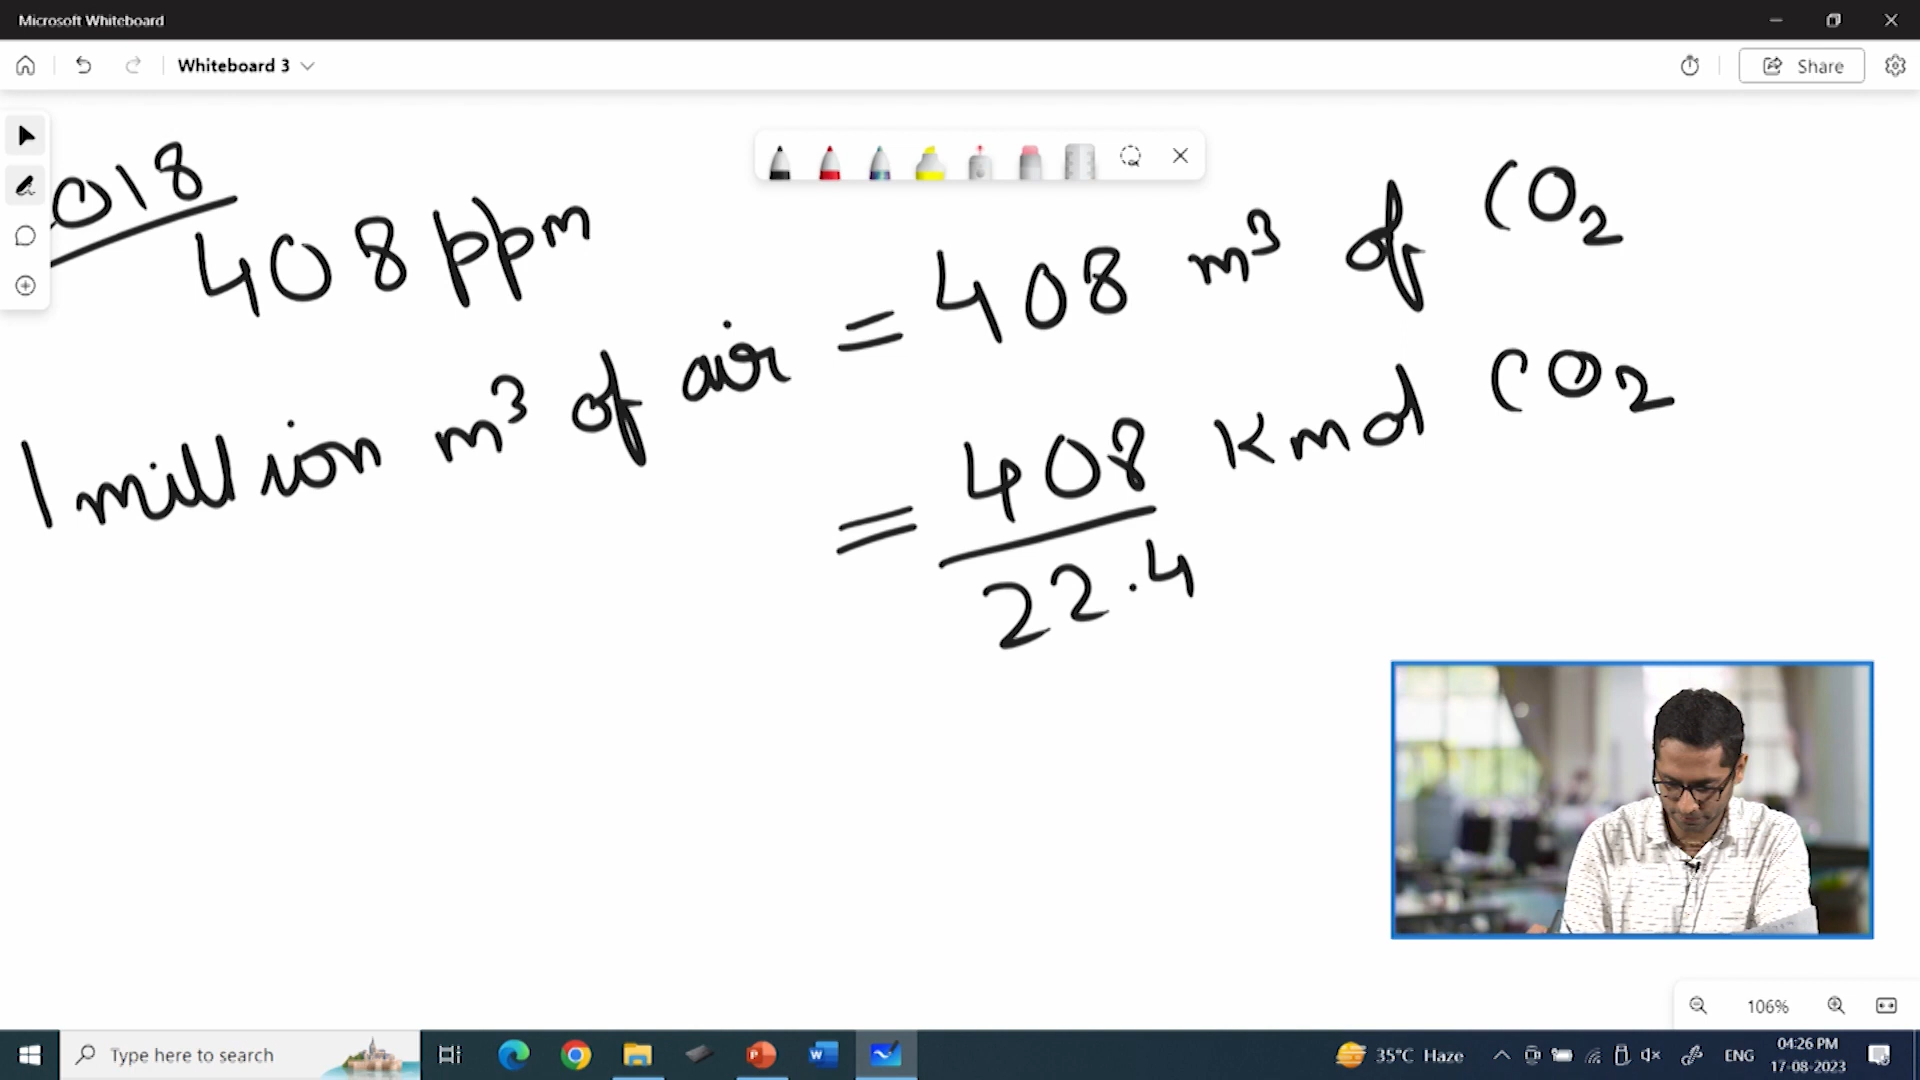 Microsoft Whiteboard
Whiteboard 3
Share
018
408 ppm
1 million m³ of air = 408 m³ of CO₂
= 408 / 22.4 Kmol CO₂
106%
Type here to search
35°C Haze
ENG
04:26 PM
17-08-2023